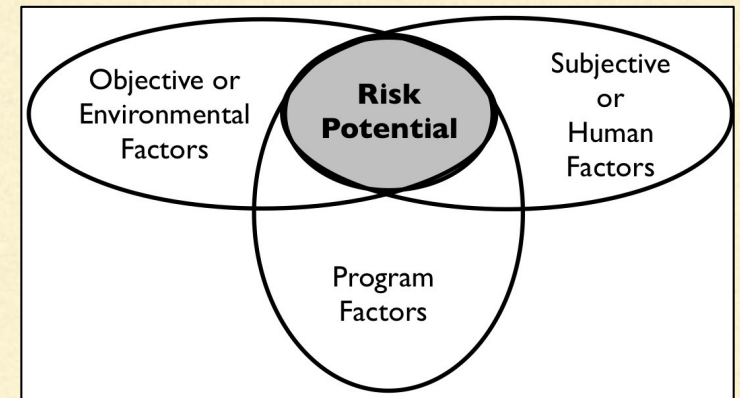 Objective or
Environmental
Factors
Risk
Potential
Subjective
or
Human
Factors
Program
Factors